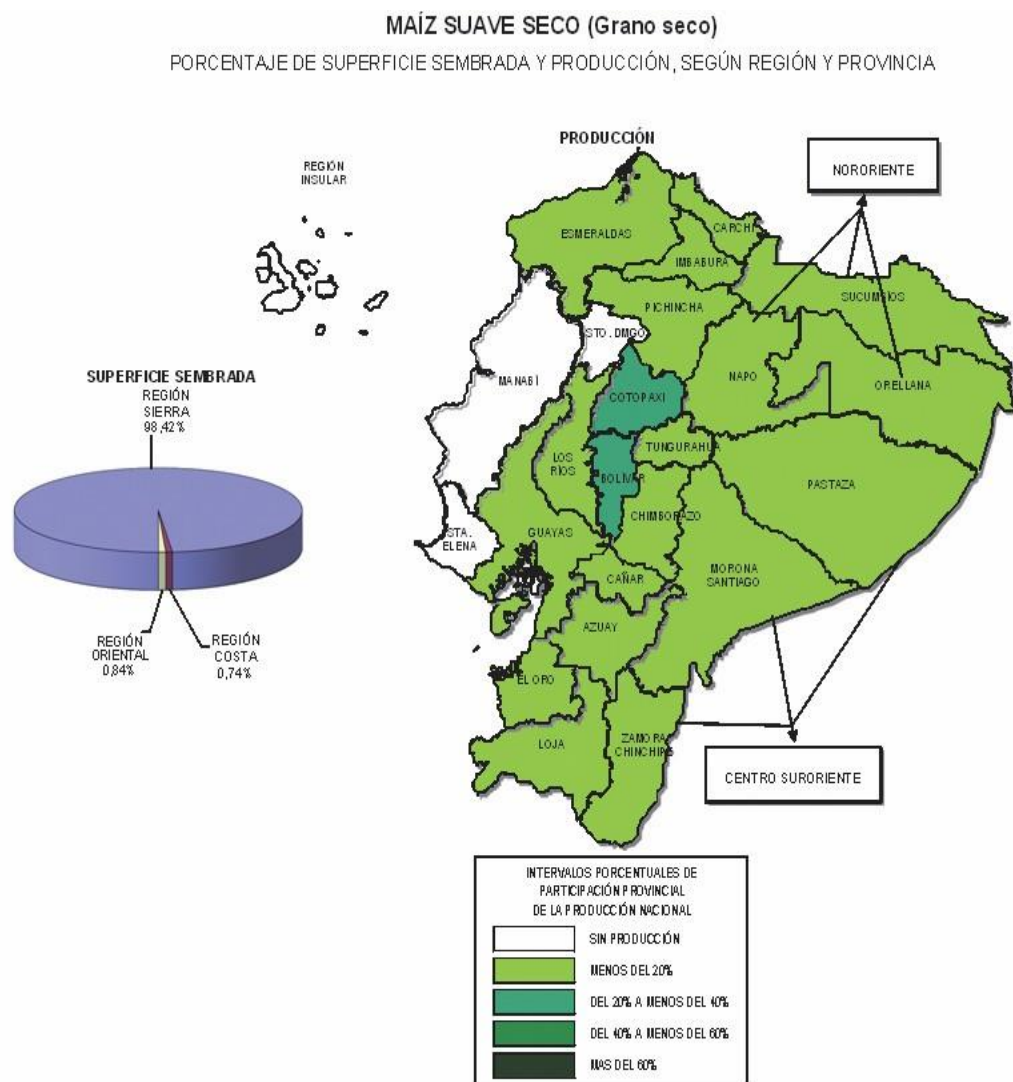 MAÍZ SUAVE SECO (Grano seco)
PORCENTAJE DE SUPERFICIE SEMBRADA Y PRODUCCIÓN, SEGÚN REGIÓN Y PROVINCIA
PRODUCCIÓN
REGIÓN
INSULAR
NORORIENTE
ESMERALDAS
CARCHI
IMBABURA
SUCUMBÍOS
PICHINCHA
STO. DMGO
MANABÍ
NAPO
ORELLANA
COTOPAXI
TUNGURAHUA
LOS
RÍOS
BOLÍVAR
PASTAZA
CHIMBORAZO
STA.
ELENA
GUAYAS
MORONA
SANTIAGO
CAÑAR
AZUAY
EL ORO
LOJA
ZAMORA
CHINCHIPE
CENTRO SURORIENTE
SUPERFICIE SEMBRADA
REGIÓN
SIERRA
98,42%
REGIÓN
ORIENTAL
0,84%
REGIÓN
COSTA
0,74%
INTERVALOS PORCENTUALES DE
PARTICIPACIÓN PROVINCIAL
DE LA PRODUCCIÓN NACIONAL
SIN PRODUCCIÓN
MENOS DEL 20%
DEL 20% A MENOS DEL 40%
DEL 40% A MENOS DEL 60%
MAS DEL 60%